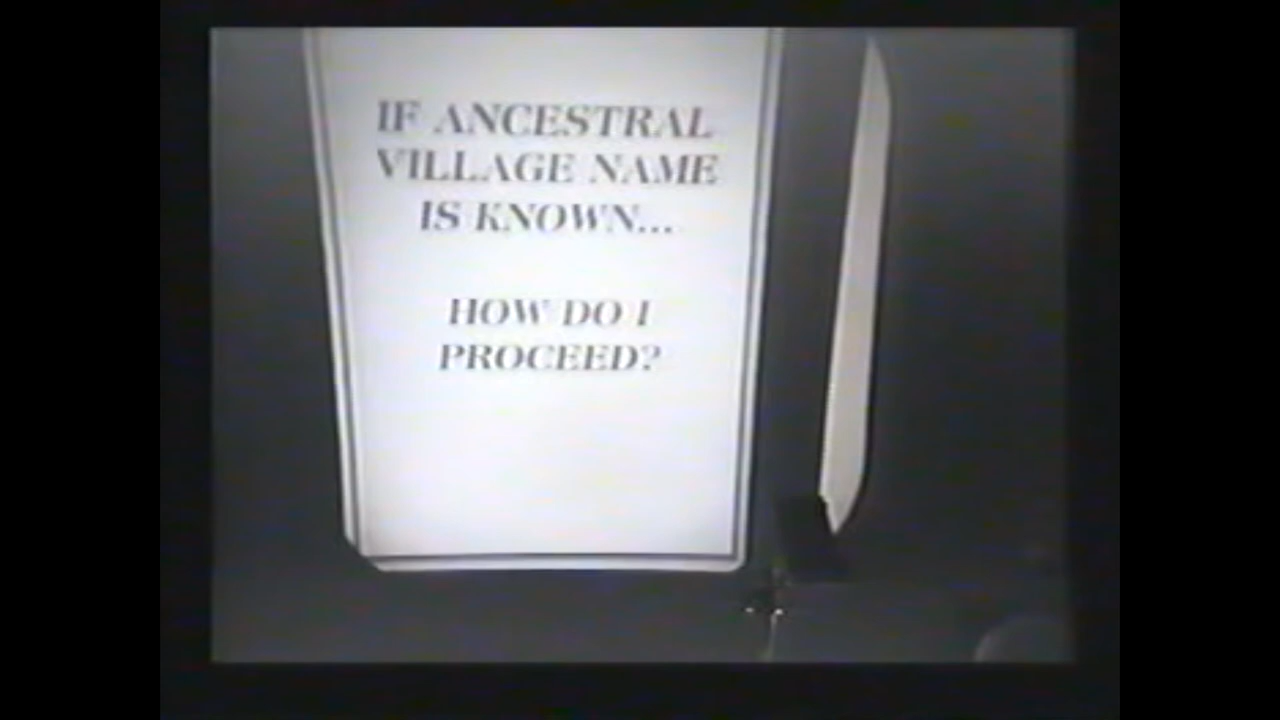 IF ANCESTRAL
VILLAGE NAME
IS KNOWN...
HOW DO I
PROCEED?